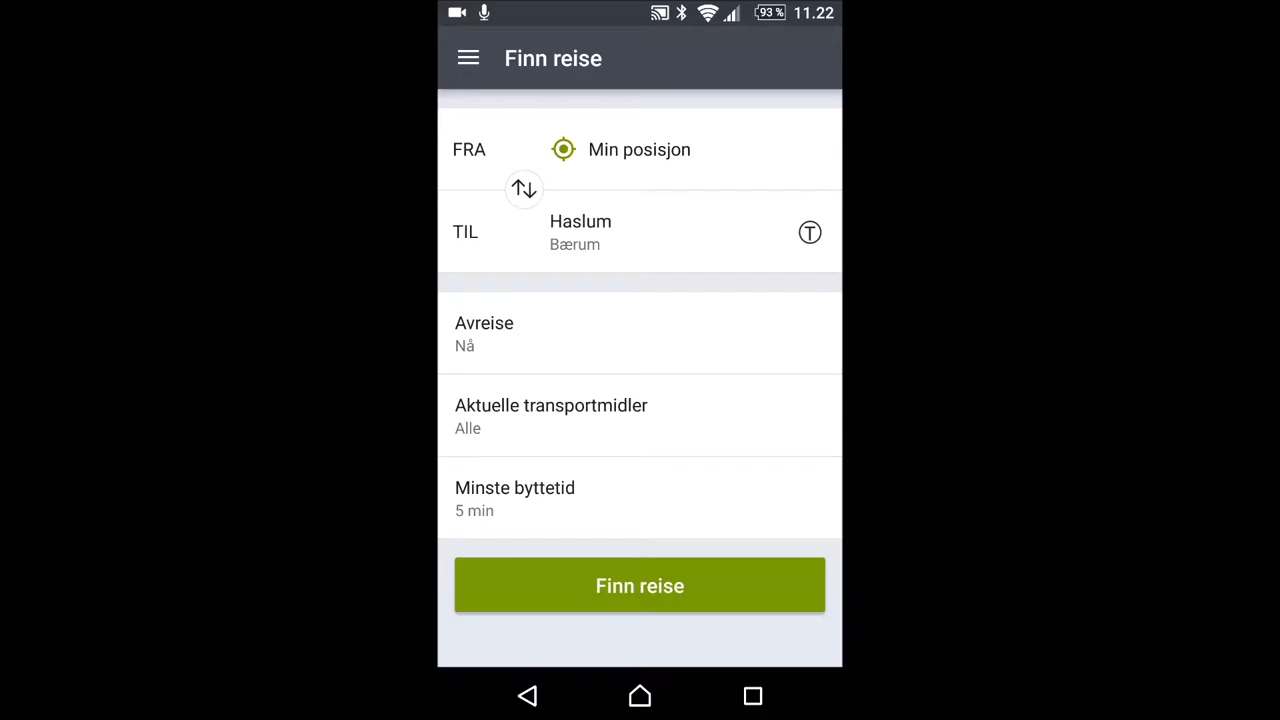 93 % 11.22
Finn reise
FRA Min posisjon
TIL Haslum
Bærum
T
Avreise
Nå
Aktuelle transportmidler
Alle
Minste byttetid
5 min
Finn reise